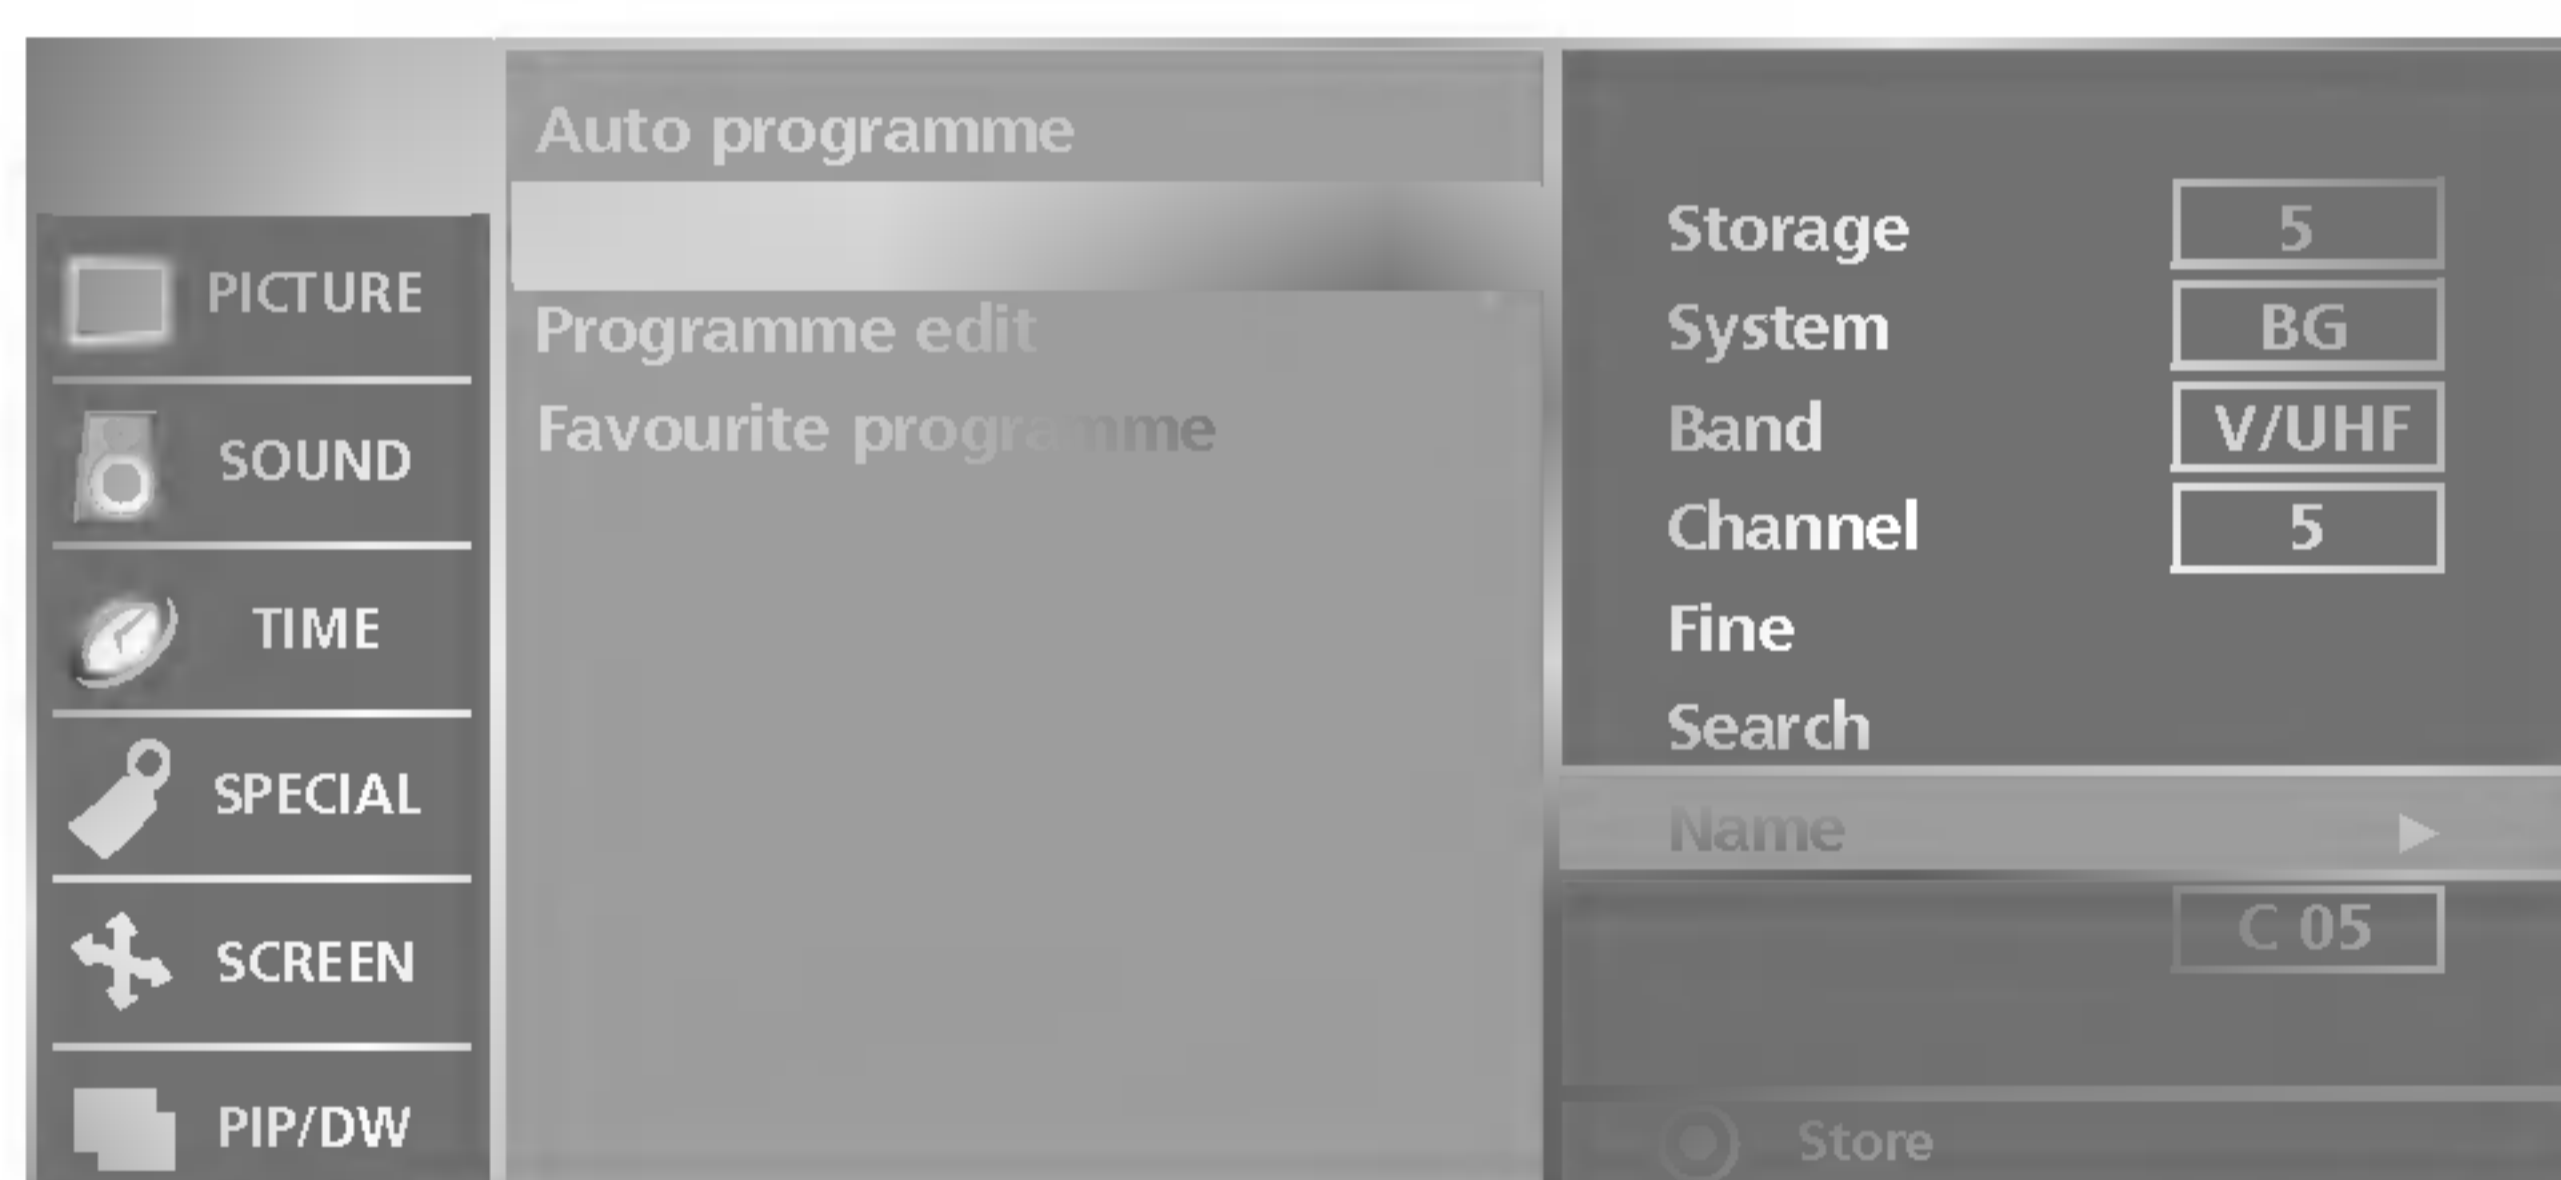 PICTURE
SOUND
TIME
SPECIAL
SCREEN
PIP/DW
Auto programme
Programme edit
Favourite programme
Storage 5
System BG
Band V/UHF
Channel 5
Fine
Search
Name ►
C 05
Store